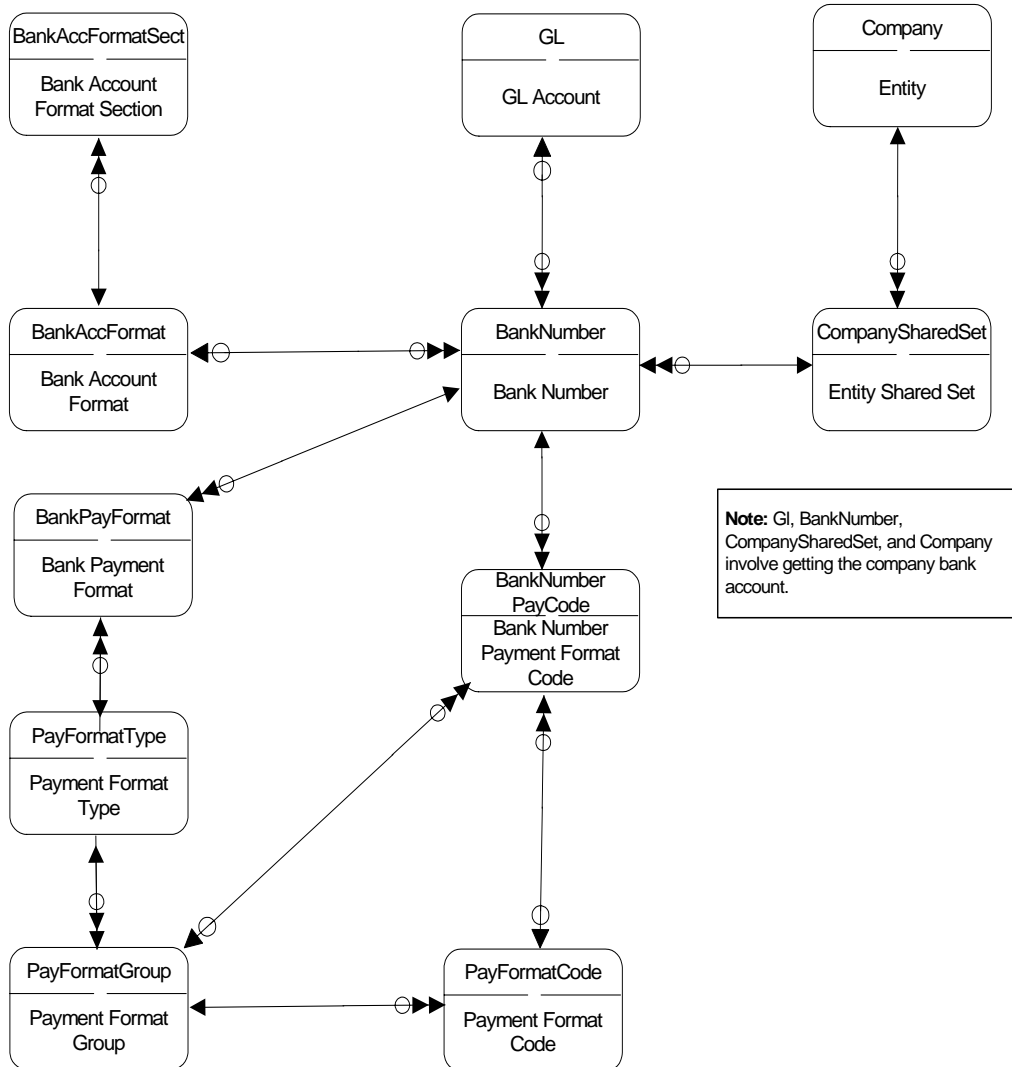 BankAccFormatSect
Bank Account
Format Section
GL
GL Account
Company
Entity
BankAccFormat
Bank Account
Format
BankNumber
Bank Number
CompanySharedSet
Entity Shared Set
BankPayFormat
Bank Payment
Format
Note: Gl, BankNumber,
CompanySharedSet, and Company
involve getting the company bank
account.
BankNumber
PayCode
Bank Number
Payment Format
Code
PayFormatType
Payment Format
Type
PayFormatGroup
Payment Format
Group
PayFormatCode
Payment Format
Code